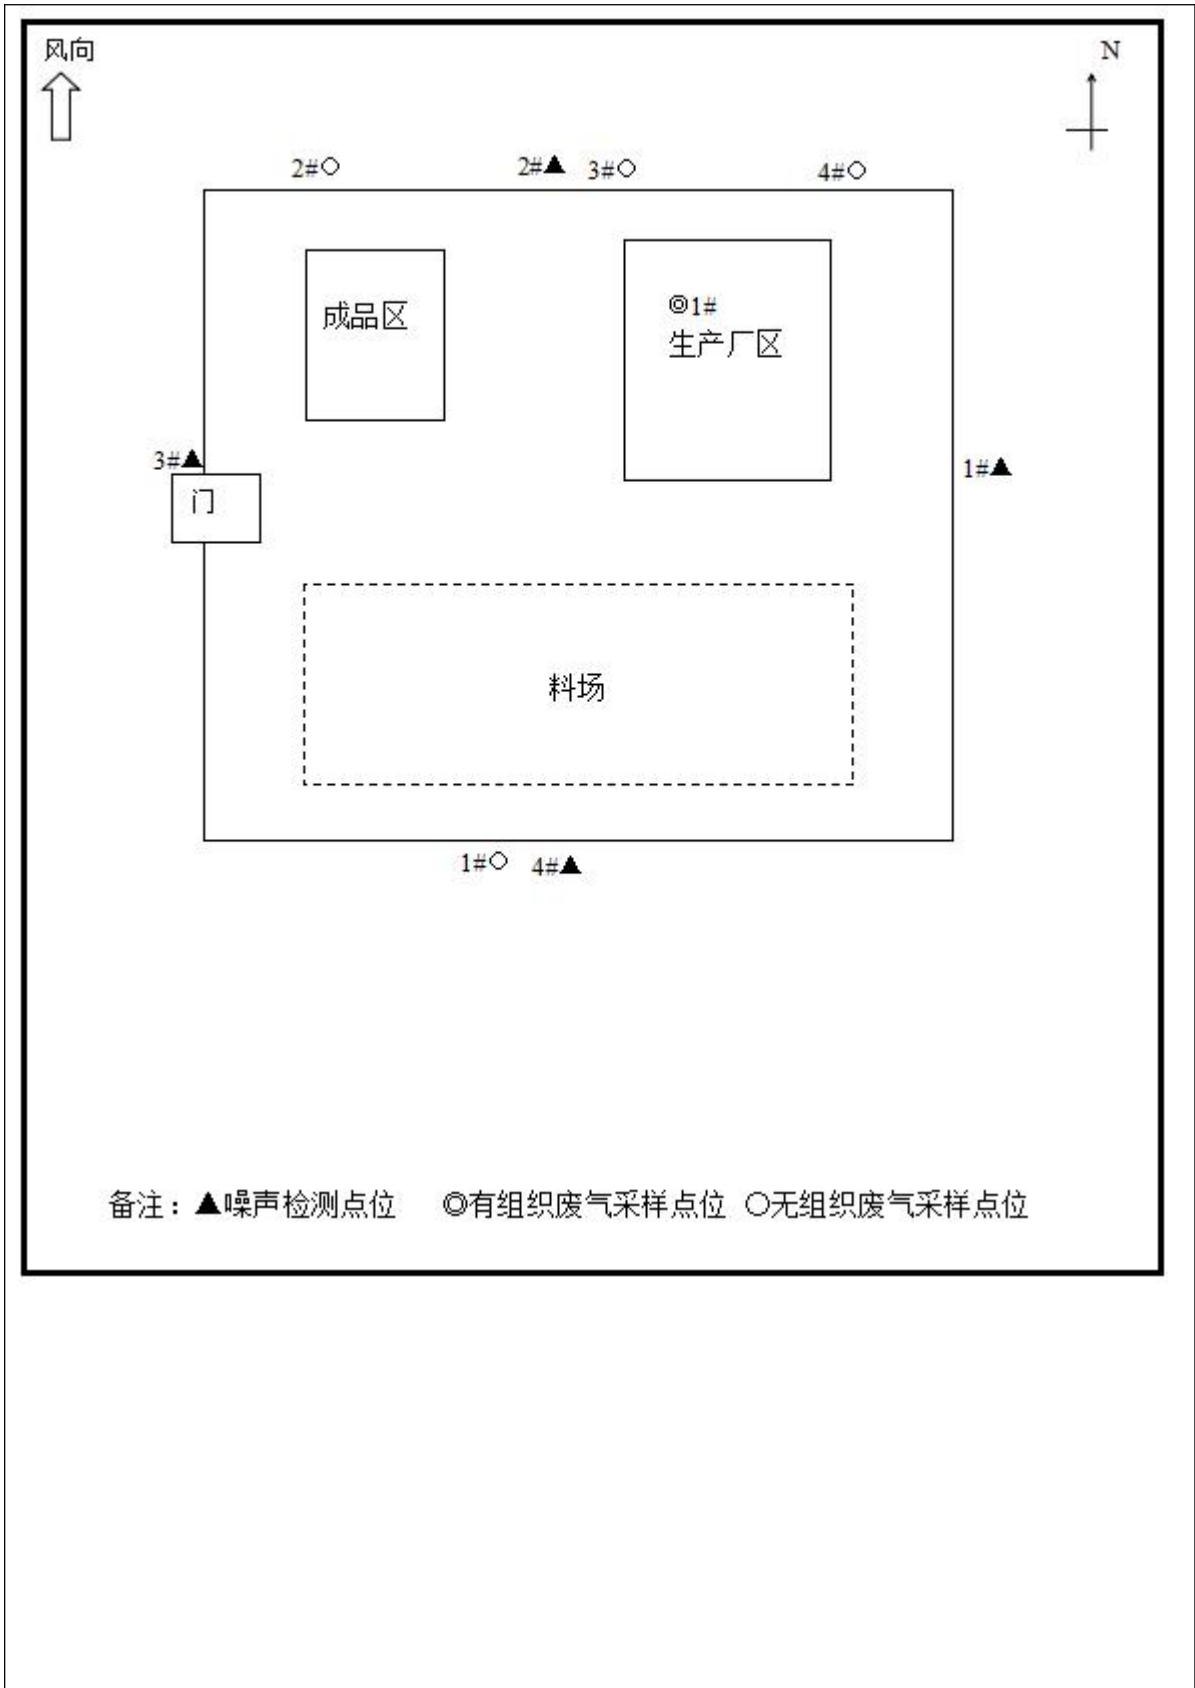 风向
N
2#○ 2#▲ 3#○ 4#○
成品区
◎1#
生产厂区
3#▲
1#▲
门
料场
1#○ 4#▲
备注：▲噪声检测点位 ◎有组织废气采样点位 ○无组织废气采样点位